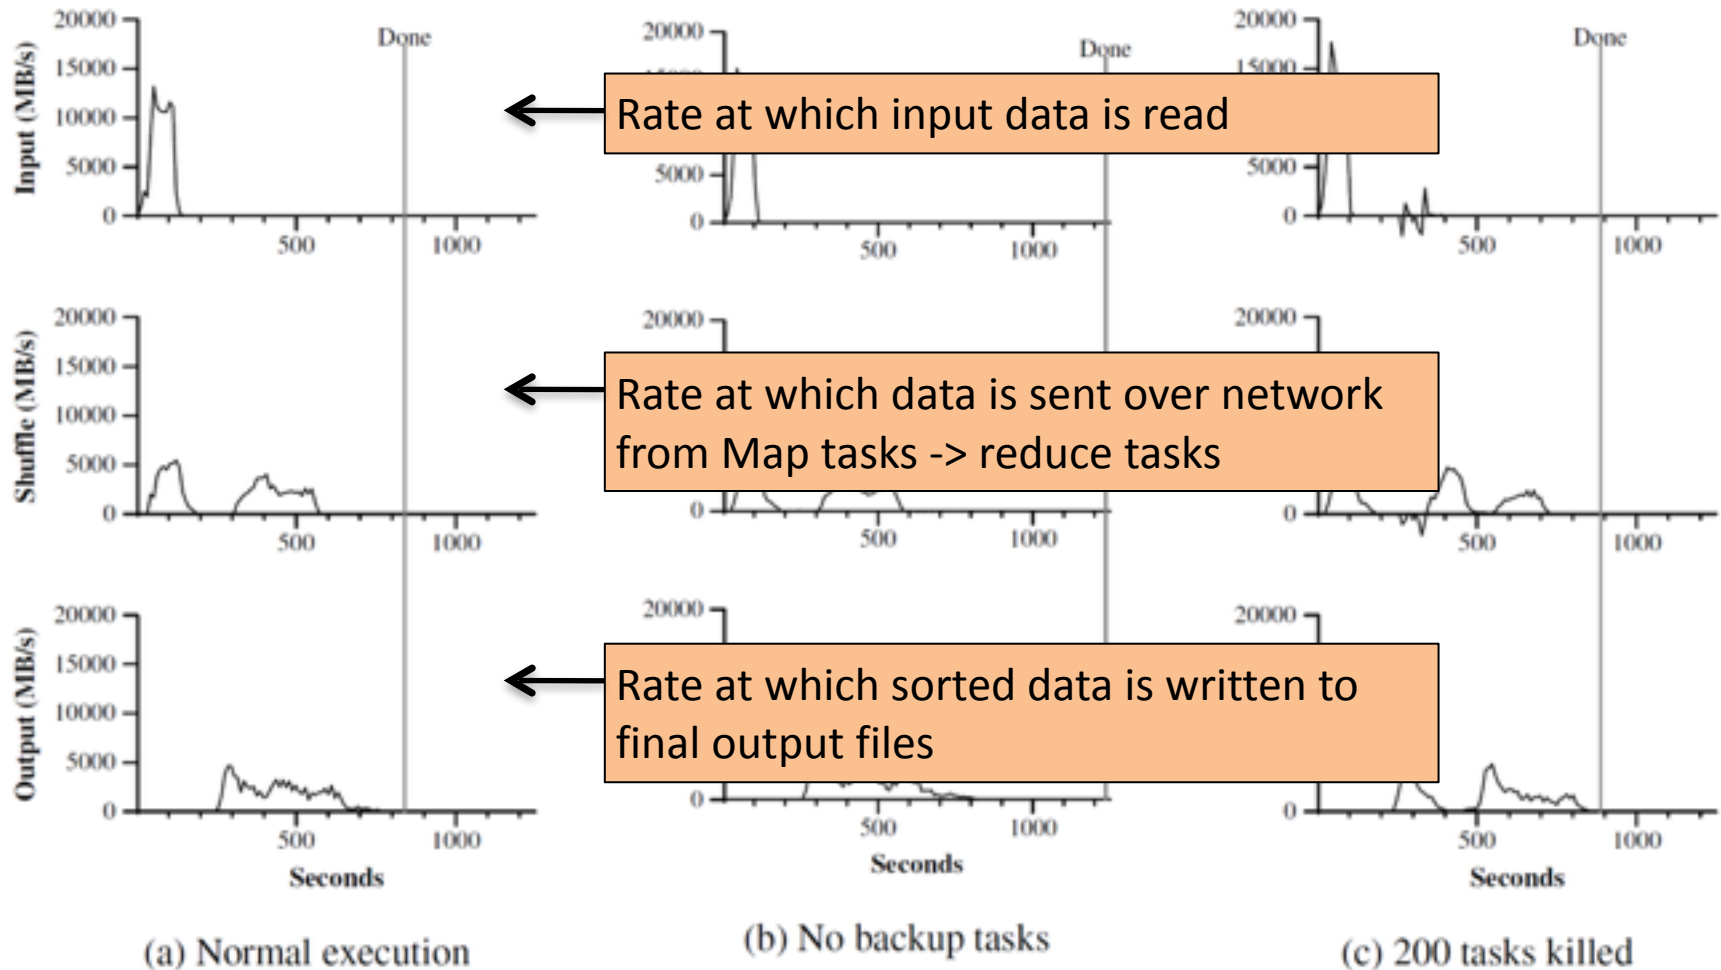 20000
15000
10000
5000
0
Input (MB/s)
500
1000
Done
20000
5000
0
500
1000
Done
20000
15000
5000
0
500
1000
Done
Rate at which input data is read
20000
15000
10000
5000
0
Shuffle (MB/s)
500
1000
20000
0
500
1000
20000
0
500
1000
Rate at which data is sent over network
from Map tasks -> reduce tasks
20000
15000
10000
5000
0
Output (MB/s)
500
1000
Seconds
20000
0
500
1000
Seconds
20000
0
500
1000
Seconds
Rate at which sorted data is written to
final output files
(a) Normal execution
(b) No backup tasks
(c) 200 tasks killed